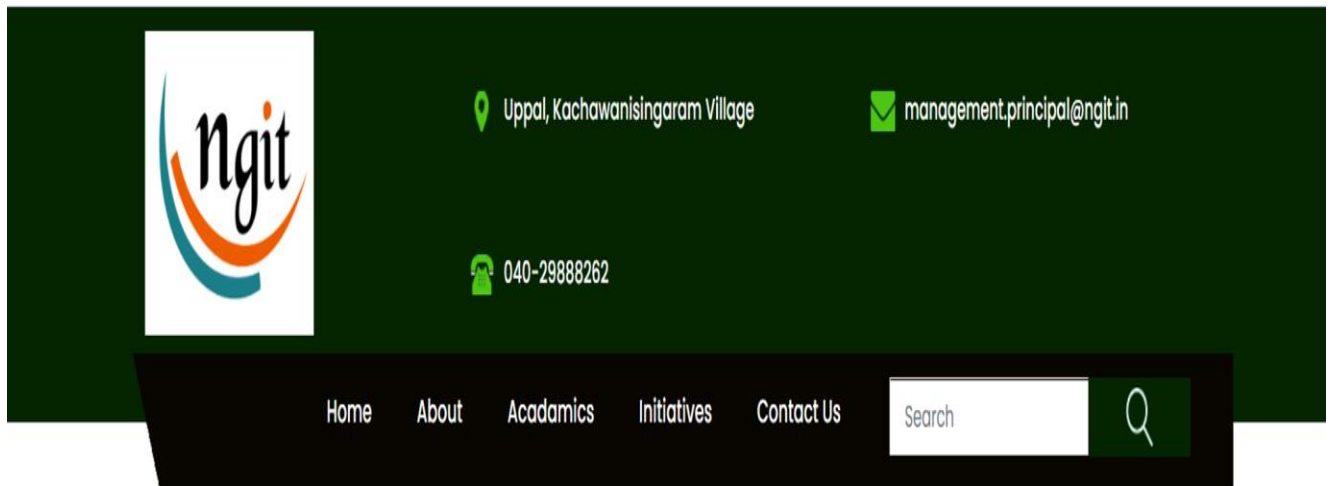 ngit
Uppal, Kachawanisingaram Village
management.principal@ngit.in
040-29888262
Home About Acadamics Initiatives Contact Us Search